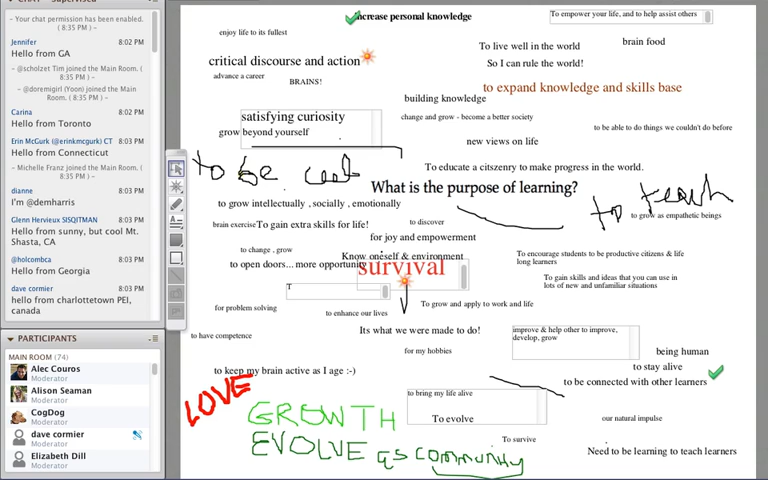 CHAT - Supervised
- Your chat permission has been enabled.
( 8:35 PM ) -
Jennifer 8:02 PM
Hello from GA
- @scholzet Tim joined the Main Room. (
8:35 PM ) -
- @doremigirl (Yoon) joined the Main
Room. ( 8:35 PM ) -
Carina 8:02 PM
Hello from Toronto
Erin McGurk (@erinkmgurk) CT 8:03 PM
Hello from Connecticut
- Michelle Franz joined the Main Room. (
8:35 PM ) -
dianne 8:03 PM
I'm @demharris
Glenn Hervieux SISQITMAN 8:03 PM
Hello from sunny, but cool Mt.
Shasta, CA
@holcombca 8:03 PM
Hello from Georgia
dave cormier 8:03 PM
hello from charlottetown PEI,
canada
PARTICIPANTS
MAIN ROOM (74)
Alec Couros
Moderator
Alison Seaman
Moderator
CogDog
Moderator
dave cormier
Moderator
Elizabeth Dill
Moderator
increase personal knowledge
To empower your life, and to help assist others
enjoy life to its fullest
To live well in the world
brain food
critical discourse and action
So I can rule the world!
advance a career
BRAINS!
to expand knowledge and skills base
building knowledge
satisfying curiosity
change and grow - become a better society
grow beyond yourself
to be able to do things we couldn't do before
new views on life
to be cool
To educate a citszenry to make progress in the world.
What is the purpose of learning?
to teach
to grow intellectually , socially , emotionally
to grow as empathetic beings
brain exercise
To gain extra skills for life!
to discover
for joy and empowerment
to change , grow
Know oneself & environment
To encourage students to be productive citizens & life
long learners
to open doors... more opportunity
survival
To gain skills and ideas that you can use in
lots of new and unfamiliar situations
T
for problem solving
To grow and apply to work and life
to enhance our lives
Its what we were made to do!
improve & help other to improve,
develop, grow
to have competence
for my hobbies
being human
to stay alive
to keep my brain active as I age :-)
to be connected with other learners
LOVE
to bring my life alive
GROWTH
To evolve
our natural impulse
EVOLVE as COMMUNITY
To survive
Need to be learning to teach learners